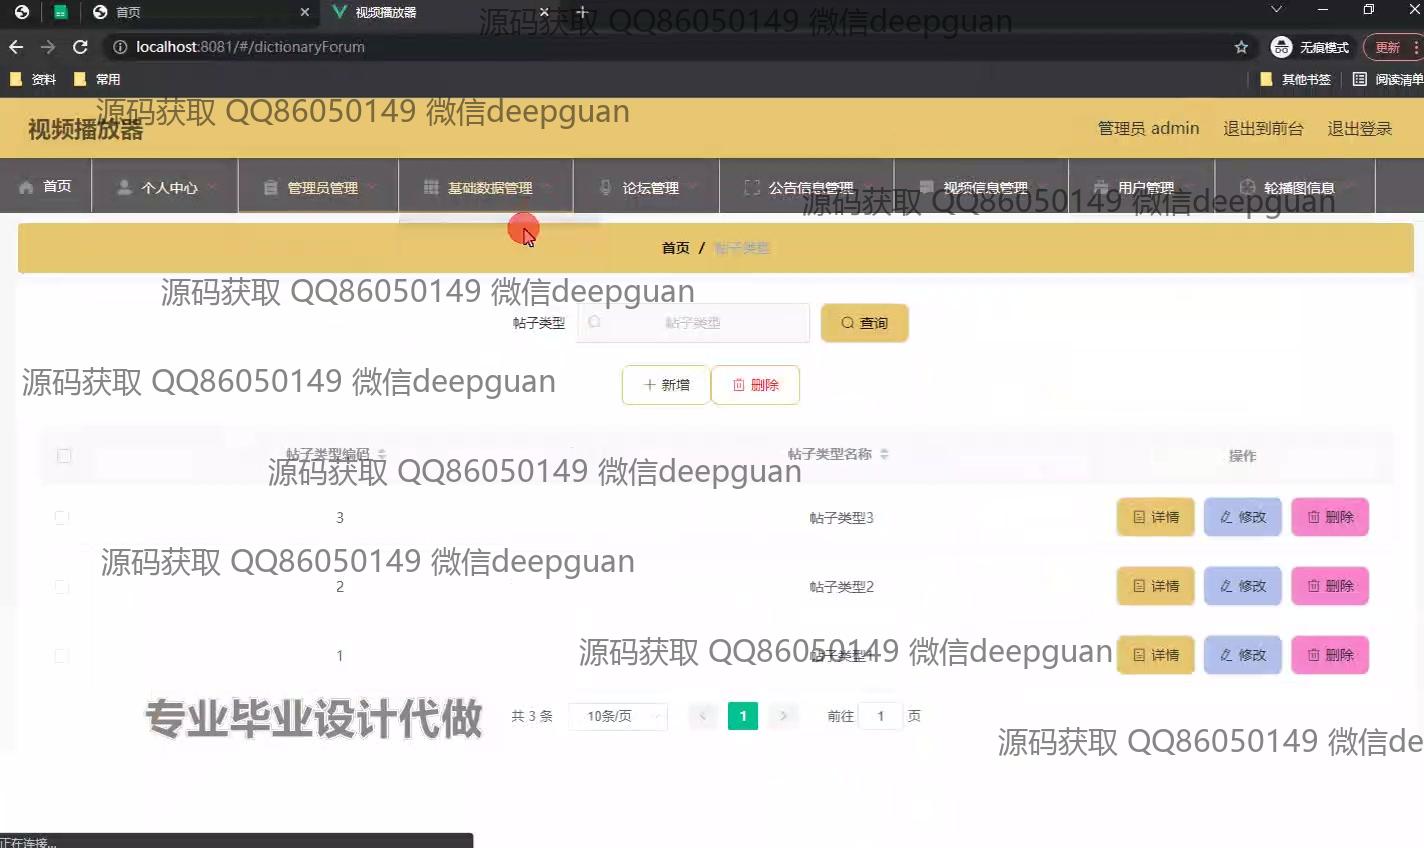 首页
视频播放器
源码获取 QQ86050149 微信deepguan
localhost:8081/#/dictionaryForum
无痕模式
更新
资料
常用
其他书签
阅读清单
源码获取 QQ86050149 微信deepguan
视频播放器
管理员 admin
退出到前台
退出登录
首页
个人中心
管理员管理
基础数据管理
论坛管理
公告信息管理
视频信息管理
用户管理
轮播图信息
源码获取 QQ86050149 微信deepguan
首页 / 帖子类型
源码获取 QQ86050149 微信deepguan
帖子类型
帖子类型
查询
源码获取 QQ86050149 微信deepguan
新增
删除
帖子类型编码
帖子类型名称
操作
源码获取 QQ86050149 微信deepguan
3
帖子类型3
详情
修改
删除
源码获取 QQ86050149 微信deepguan
2
帖子类型2
详情
修改
删除
1
帖子类型1
源码获取 QQ86050149 微信deepguan
详情
修改
删除
专业毕业设计代做
共 3 条
10条/页
1
前往 1 页
源码获取 QQ86050149 微信de
正在连接...